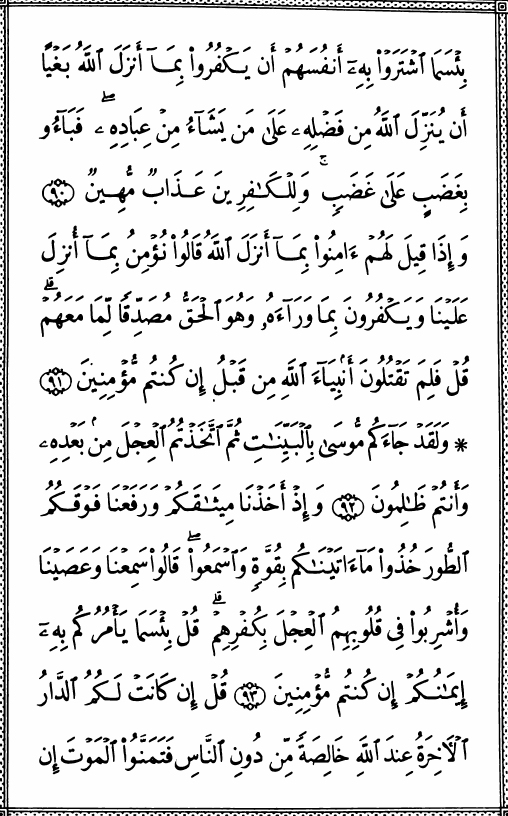 بِئْسَمَا ٱشْتَرَوْا۟ بِهِۦٓ أَنفُسَهُمْ أَن يَكْفُرُوا۟ بِمَآ أَنزَلَ ٱللَّهُ بَغْيًا
أَن يُنَزِّلَ ٱللَّهُ مِن فَضْلِهِۦ عَلَىٰ مَن يَشَآءُ مِنْ عِبَادِهِۦ ۖ فَبَآءُو
بِغَضَبٍ عَلَىٰ غَضَبٍ ۚ وَلِلْكَـٰفِرِينَ عَذَابٌ مُّهِينٌ ﴿٩٠﴾
وَإِذَا قِيلَ لَهُمْ ءَامِنُوا۟ بِمَآ أَنزَلَ ٱللَّهُ قَالُوا۟ نُؤْمِنُ بِمَآ أُنزِلَ
عَلَيْنَا وَيَكْفُرُونَ بِمَا وَرَآءَهُۥ وَهُوَ ٱلْحَقُّ مُصَدِّقًا لِّمَا مَعَهُمْ ۗ
قُلْ فَلِمَ تَقْتُلُونَ أَنۢبِيَآءَ ٱللَّهِ مِن قَبْلُ إِن كُنتُم مُّؤْمِنِينَ ﴿٩١﴾
* وَلَقَدْ جَآءَكُم مُّوسَىٰ بِٱلْبَيِّنَـٰتِ ثُمَّ ٱتَّخَذْتُمُ ٱلْعِجْلَ مِنۢ بَعْدِهِۦ
وَأَنتُمْ ظَـٰلِمُونَ ﴿٩٢﴾ وَإِذْ أَخَذْنَا مِيثَـٰقَكُمْ وَرَفَعْنَا فَوْقَكُمُ
ٱلطُّورَ خُذُوا۟ مَآ ءَاتَيْنَـٰكُم بِقُوَّةٍ وَٱسْمَعُوا۟ ۖ قَالُوا۟ سَمِعْنَا وَعَصَيْنَا
وَأُشْرِبُوا۟ فِى قُلُوبِهِمُ ٱلْعِجْلَ بِكُفْرِهِمْ ۚ قُلْ بِئْسَمَا يَأْمُرُكُم بِهِۦٓ
إِيمَـٰنُكُمْ إِن كُنتُم مُّؤْمِنِينَ ﴿٩٣﴾ قُلْ إِن كَانَتْ لَكُمُ ٱلدَّارُ
ٱلْـَٔاخِرَةُ عِندَ ٱللَّهِ خَالِصَةً مِّن دُونِ ٱلنَّاسِ فَتَمَنَّوُا۟ ٱلْمَوْتَ إِن